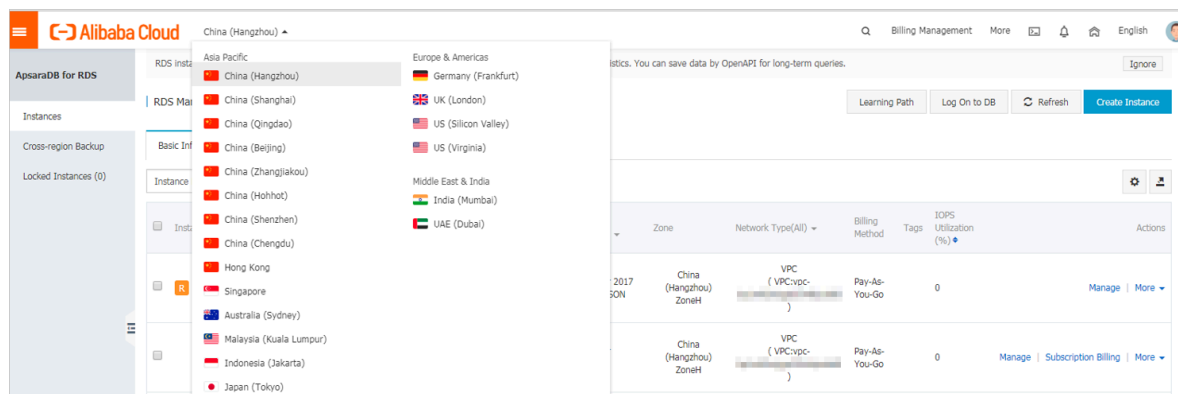 Alibaba Cloud
China (Hangzhou)
Billing Management
More
English
ApsaraDB for RDS
Instances
Cross-region Backup
Locked Instances (0)
RDS insta
istics. You can save data by OpenAPI for long-term queries.
Ignore
RDS Mar
Learning Path
Log On to DB
Refresh
Create Instance
Basic Inf
Instance
Asia Pacific
China (Hangzhou)
China (Shanghai)
China (Qingdao)
China (Beijing)
China (Zhangjiakou)
China (Hohhot)
China (Shenzhen)
China (Chengdu)
Hong Kong
Singapore
Australia (Sydney)
Malaysia (Kuala Lumpur)
Indonesia (Jakarta)
Japan (Tokyo)
Europe & Americas
Germany (Frankfurt)
UK (London)
US (Silicon Valley)
US (Virginia)
Middle East & India
India (Mumbai)
UAE (Dubai)
Insta
Zone
Network Type(All)
Billing
Method
Tags
IOPS
Utilization
(%)
Actions
R
2017
SON
China
(Hangzhou)
ZoneH
VPC
( VPC:vpc-
)
Pay-As-
You-Go
0
Manage | More
China
(Hangzhou)
ZoneH
VPC
( VPC:vpc-
)
Pay-As-
You-Go
0
Manage | Subscription Billing | More